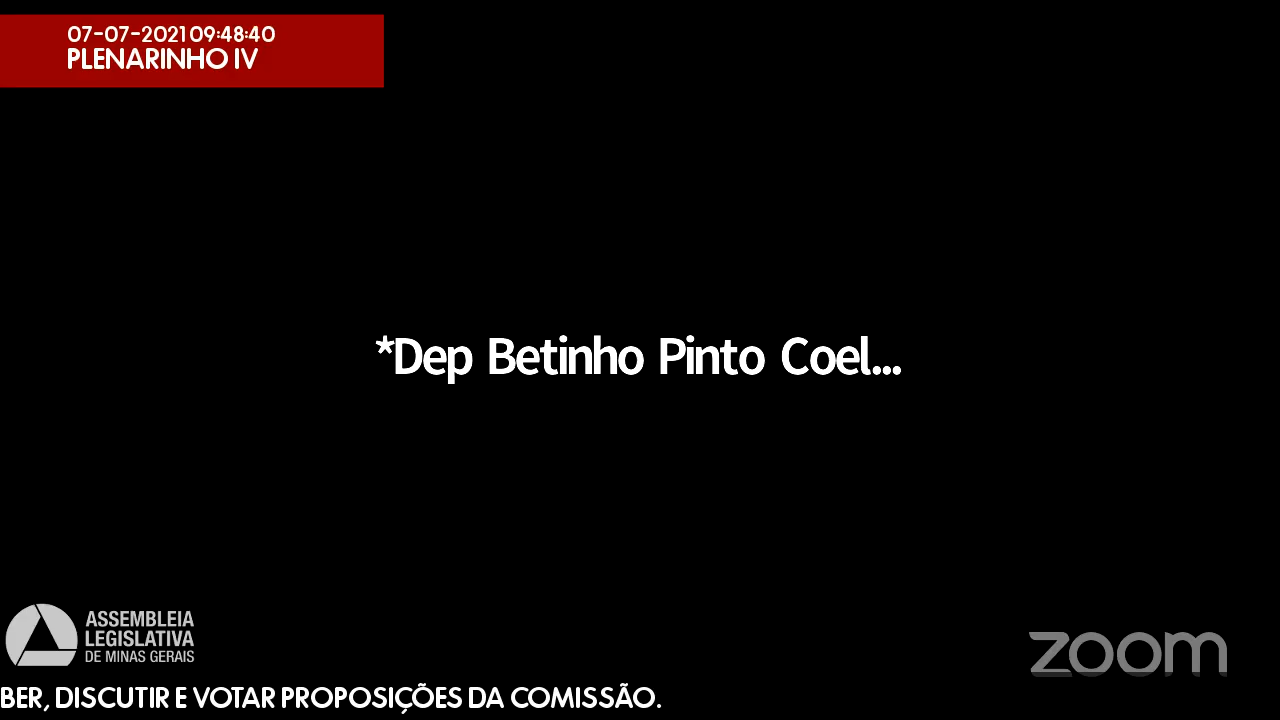 07-07-2021 09:48:40
PLENARINHO IV
*Dep Betinho Pinto Coel...
ASSEMBLEIA
LEGISLATIVA
DE MINAS GERAIS
zoom
BER, DISCUTIR E VOTAR PROPOSIÇÕES DA COMISSÃO.